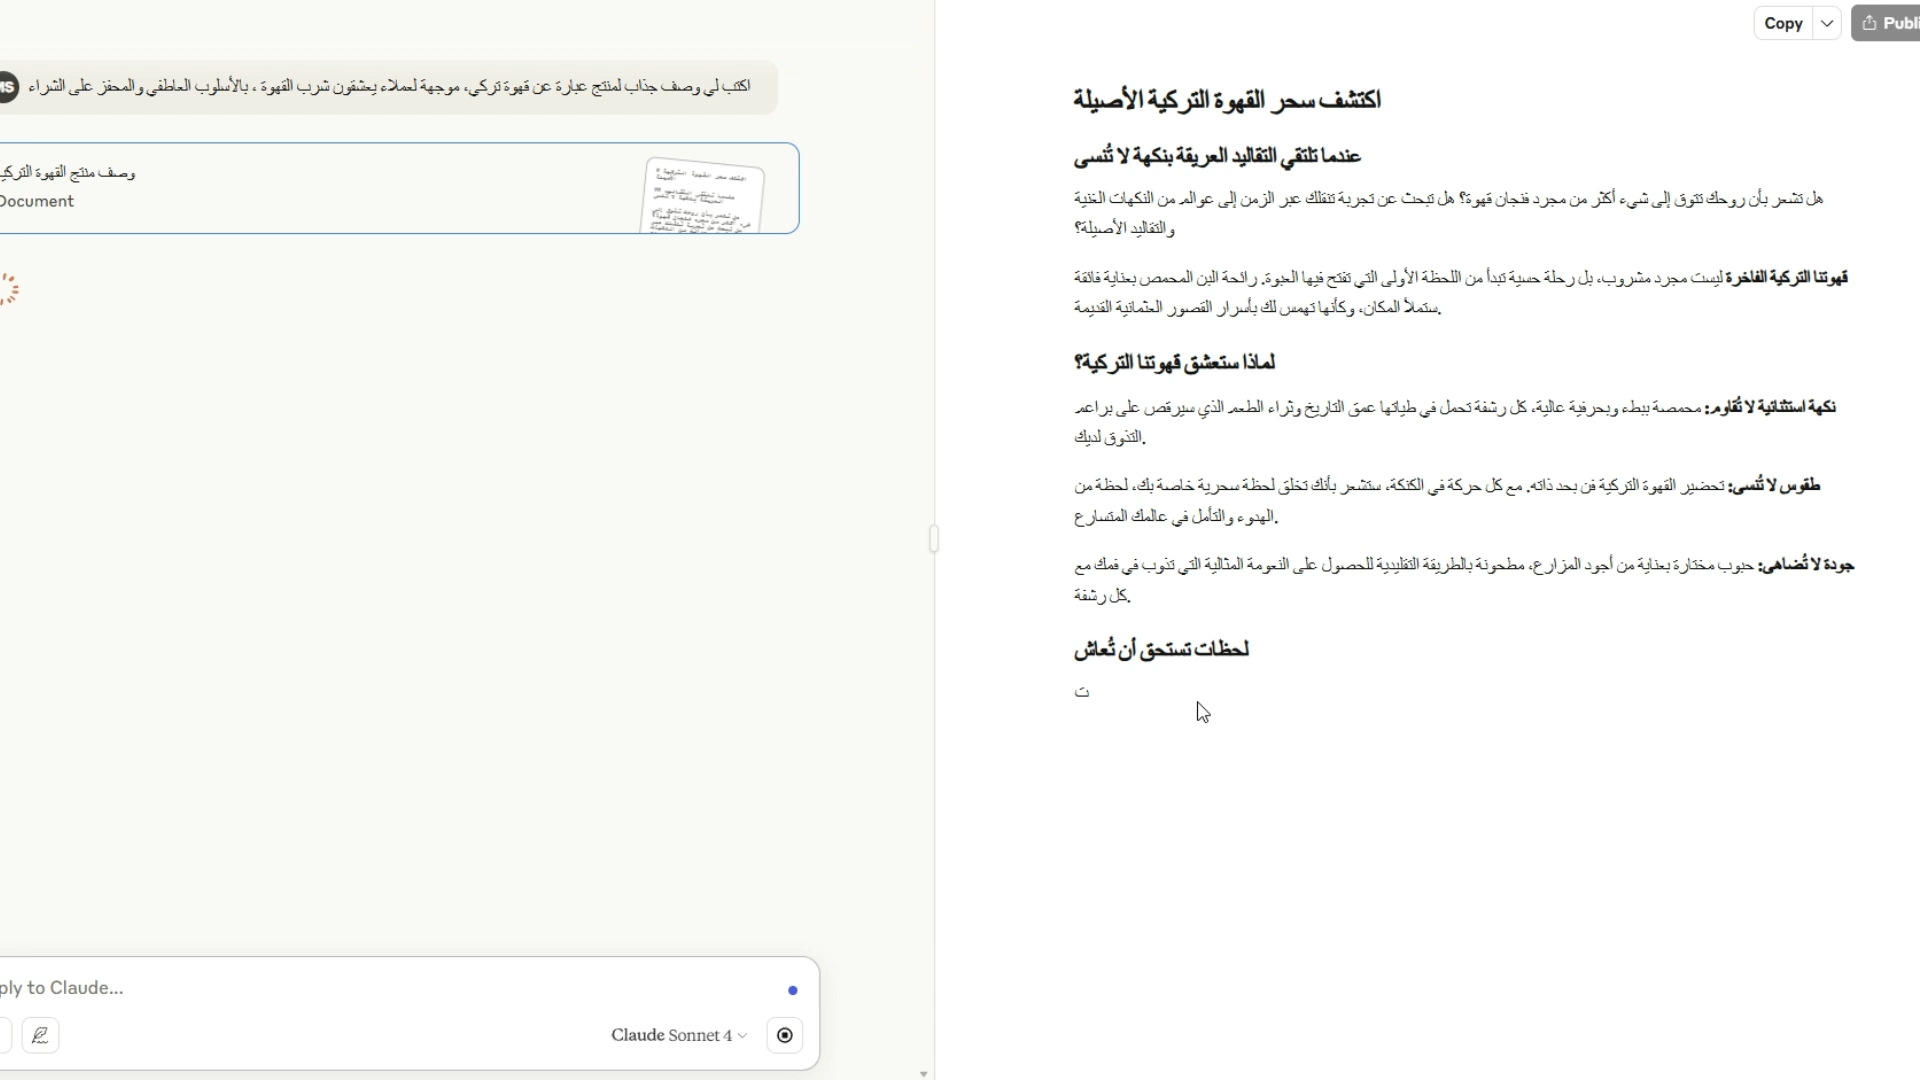 اكتب لي وصف جذاب لمنتج عبارة عن قهوة تركي، موجهة لعملاء يعشقون شرب القهوة ، بالأسلوب العاطفي والمحفز على الشراء
MS
وصف منتج القهوة التركية
Document
ply to Claude...
Claude Sonnet 4
Copy
Publi
اكتشف سحر القهوة التركية الأصيلة
عندما تلتقي التقاليد العريقة بنكهة لا تُنسى
هل تشعر بأن روحك تتوق إلى شيء أكثر من مجرد فنجان قهوة؟ هل تبحث عن تجربة تنقلك عبر الزمن إلى عوالم من النكهات الغنية
والتقاليد الأصيلة؟
قهوتنا التركية الفاخرة ليست مجرد مشروب، بل رحلة حسية تبدأ من اللحظة الأولى التي تفتح فيها العبوة. رائحة البن المحمص بعناية فائقة
ستملأ المكان، وكأنها تهمس لك بأسرار القصور العثمانية القديمة.
لماذا ستعشق قهوتنا التركية؟
نكهة استثنائية لا تُقاوم: محمصة ببطء وبحرفية عالية، كل رشفة تحمل في طياتها عمق التاريخ وثراء الطعم الذي سيرقص على براعم
التذوق لديك.
طقوس لا تُنسى: تحضير القهوة التركية فن بحد ذاته. مع كل حركة في الكنكة، ستشعر بأنك تخلق لحظة سحرية خاصة بك، لحظة من
الهدوء والتأمل في عالمك المتسارع.
جودة لا تُضاهى: حبوب مختارة بعناية من أجود المزارع، مطحونة بالطريقة التقليدية للحصول على النعومة المثالية التي تذوب في فمك مع
كل رشفة.
لحظات تستحق أن تُعاش
ت